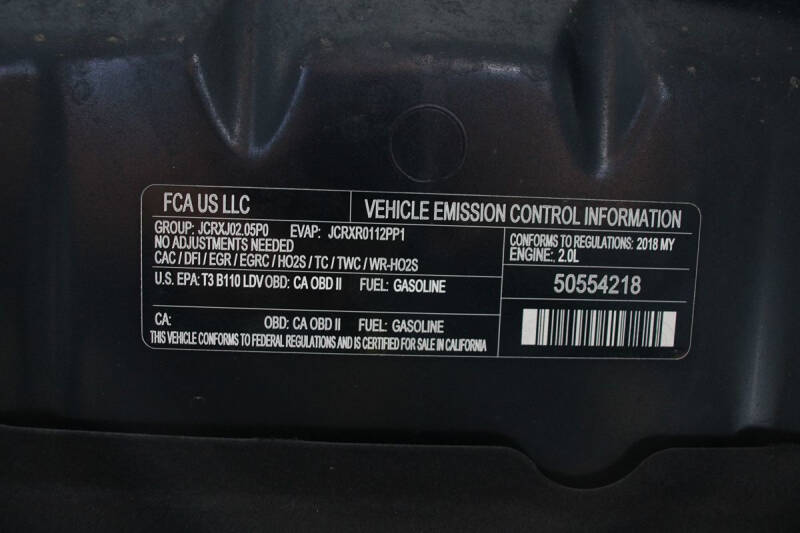 FCA US LLC
VEHICLE EMISSION CONTROL INFORMATION
GROUP: JCRXJ02.05P0 EVAP: JCRXR0112PP1
NO ADJUSTMENTS NEEDED
CAC / DFI / EGR / EGRC / HO2S / TC / TWC / WR-HO2S
U.S. EPA: T3 B110 LDV OBD: CA OBD II FUEL: GASOLINE
CA: OBD: CA OBD II FUEL: GASOLINE
THIS VEHICLE CONFORMS TO FEDERAL REGULATIONS AND IS CERTIFIED FOR SALE IN CALIFORNIA
CONFORMS TO REGULATIONS: 2018 MY
ENGINE: 2.0L
50554218